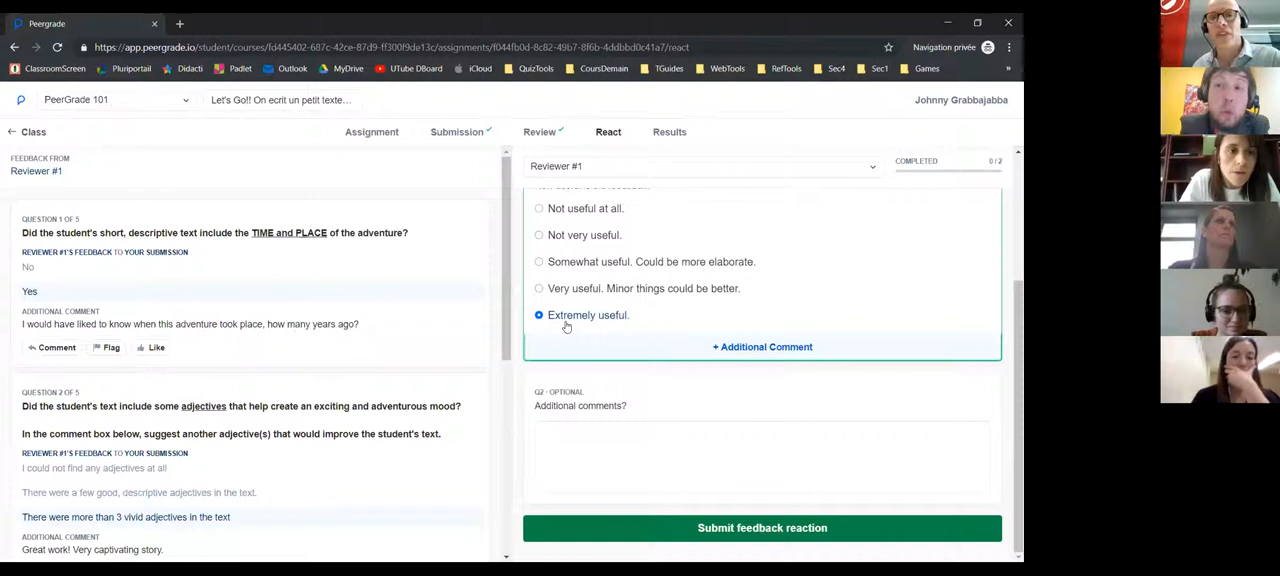 Peergrade
https://app.peergrade.io/student/courses/fd445402-687c-42ce-87d9-ff300f9de13c/assignments/f044fb0d-8c82-49b7-8f6b-4ddbbd0c41a7/react
Navigation privée
ClassroomScreen Pluriportail Didacti Padlet Outlook MyDrive UTube DBoard iCloud QuizTools CoursDemain TGuides WebTools RefTools Sec4 Sec1 Games »
PeerGrade 101
Let's Go!! On ecrit un petit texte…
Johnny Grabbajabba
Class
Assignment Submission Review React Results
FEEDBACK FROM
Reviewer #1
QUESTION 1 OF 5
Did the student's short, descriptive text include the TIME and PLACE of the adventure?
REVIEWER #1'S FEEDBACK TO YOUR SUBMISSION
No
Yes
ADDITIONAL COMMENT
I would have liked to know when this adventure took place, how many years ago?
Comment Flag Like
QUESTION 2 OF 5
Did the student's text include some adjectives that help create an exciting and adventurous mood?
In the comment box below, suggest another adjective(s) that would improve the student's text.
REVIEWER #1'S FEEDBACK TO YOUR SUBMISSION
I could not find any adjectives at all
There were a few good, descriptive adjectives in the text.
There were more than 3 vivid adjectives in the text
ADDITIONAL COMMENT
Great work! Very captivating story.
Reviewer #1
COMPLETED 0 / 2
Not useful at all.
Not very useful.
Somewhat useful. Could be more elaborate.
Very useful. Minor things could be better.
Extremely useful.
+ Additional Comment
Q2 · OPTIONAL
Additional comments?
Submit feedback reaction